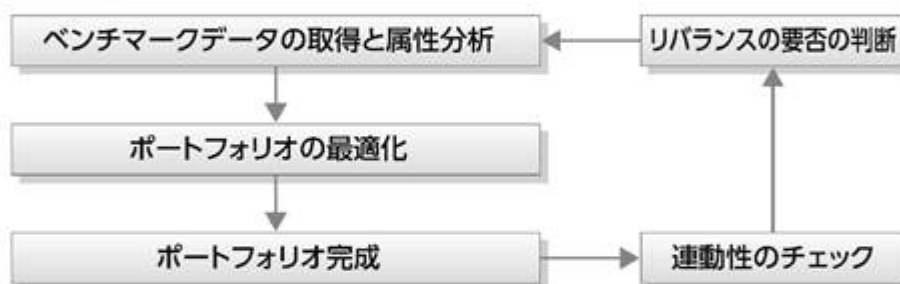 ベンチマークデータの取得と属性分析
リバランスの要否の判断
ポートフォリオの最適化
ポートフォリオ完成
連動性のチェック